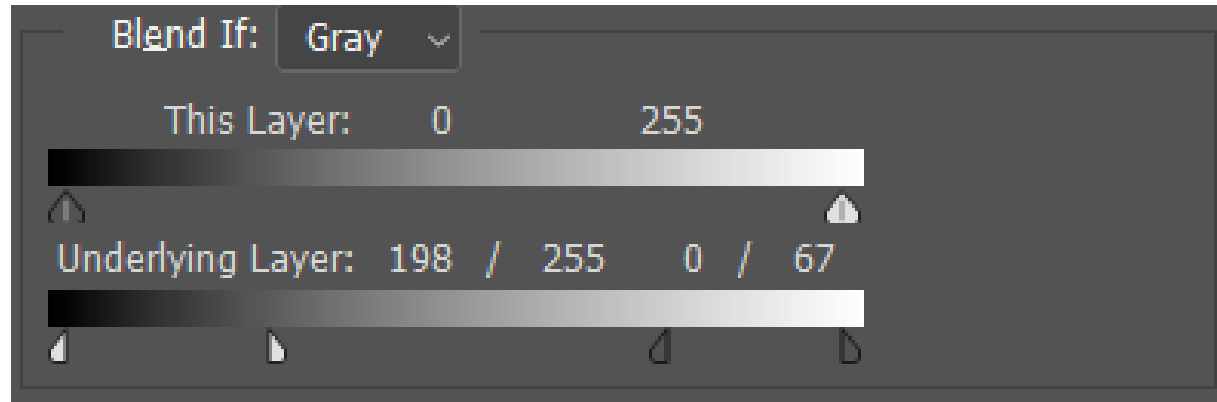 Blend If: Gray
This Layer: 0 255
Underlying Layer: 198 / 255 0 / 67